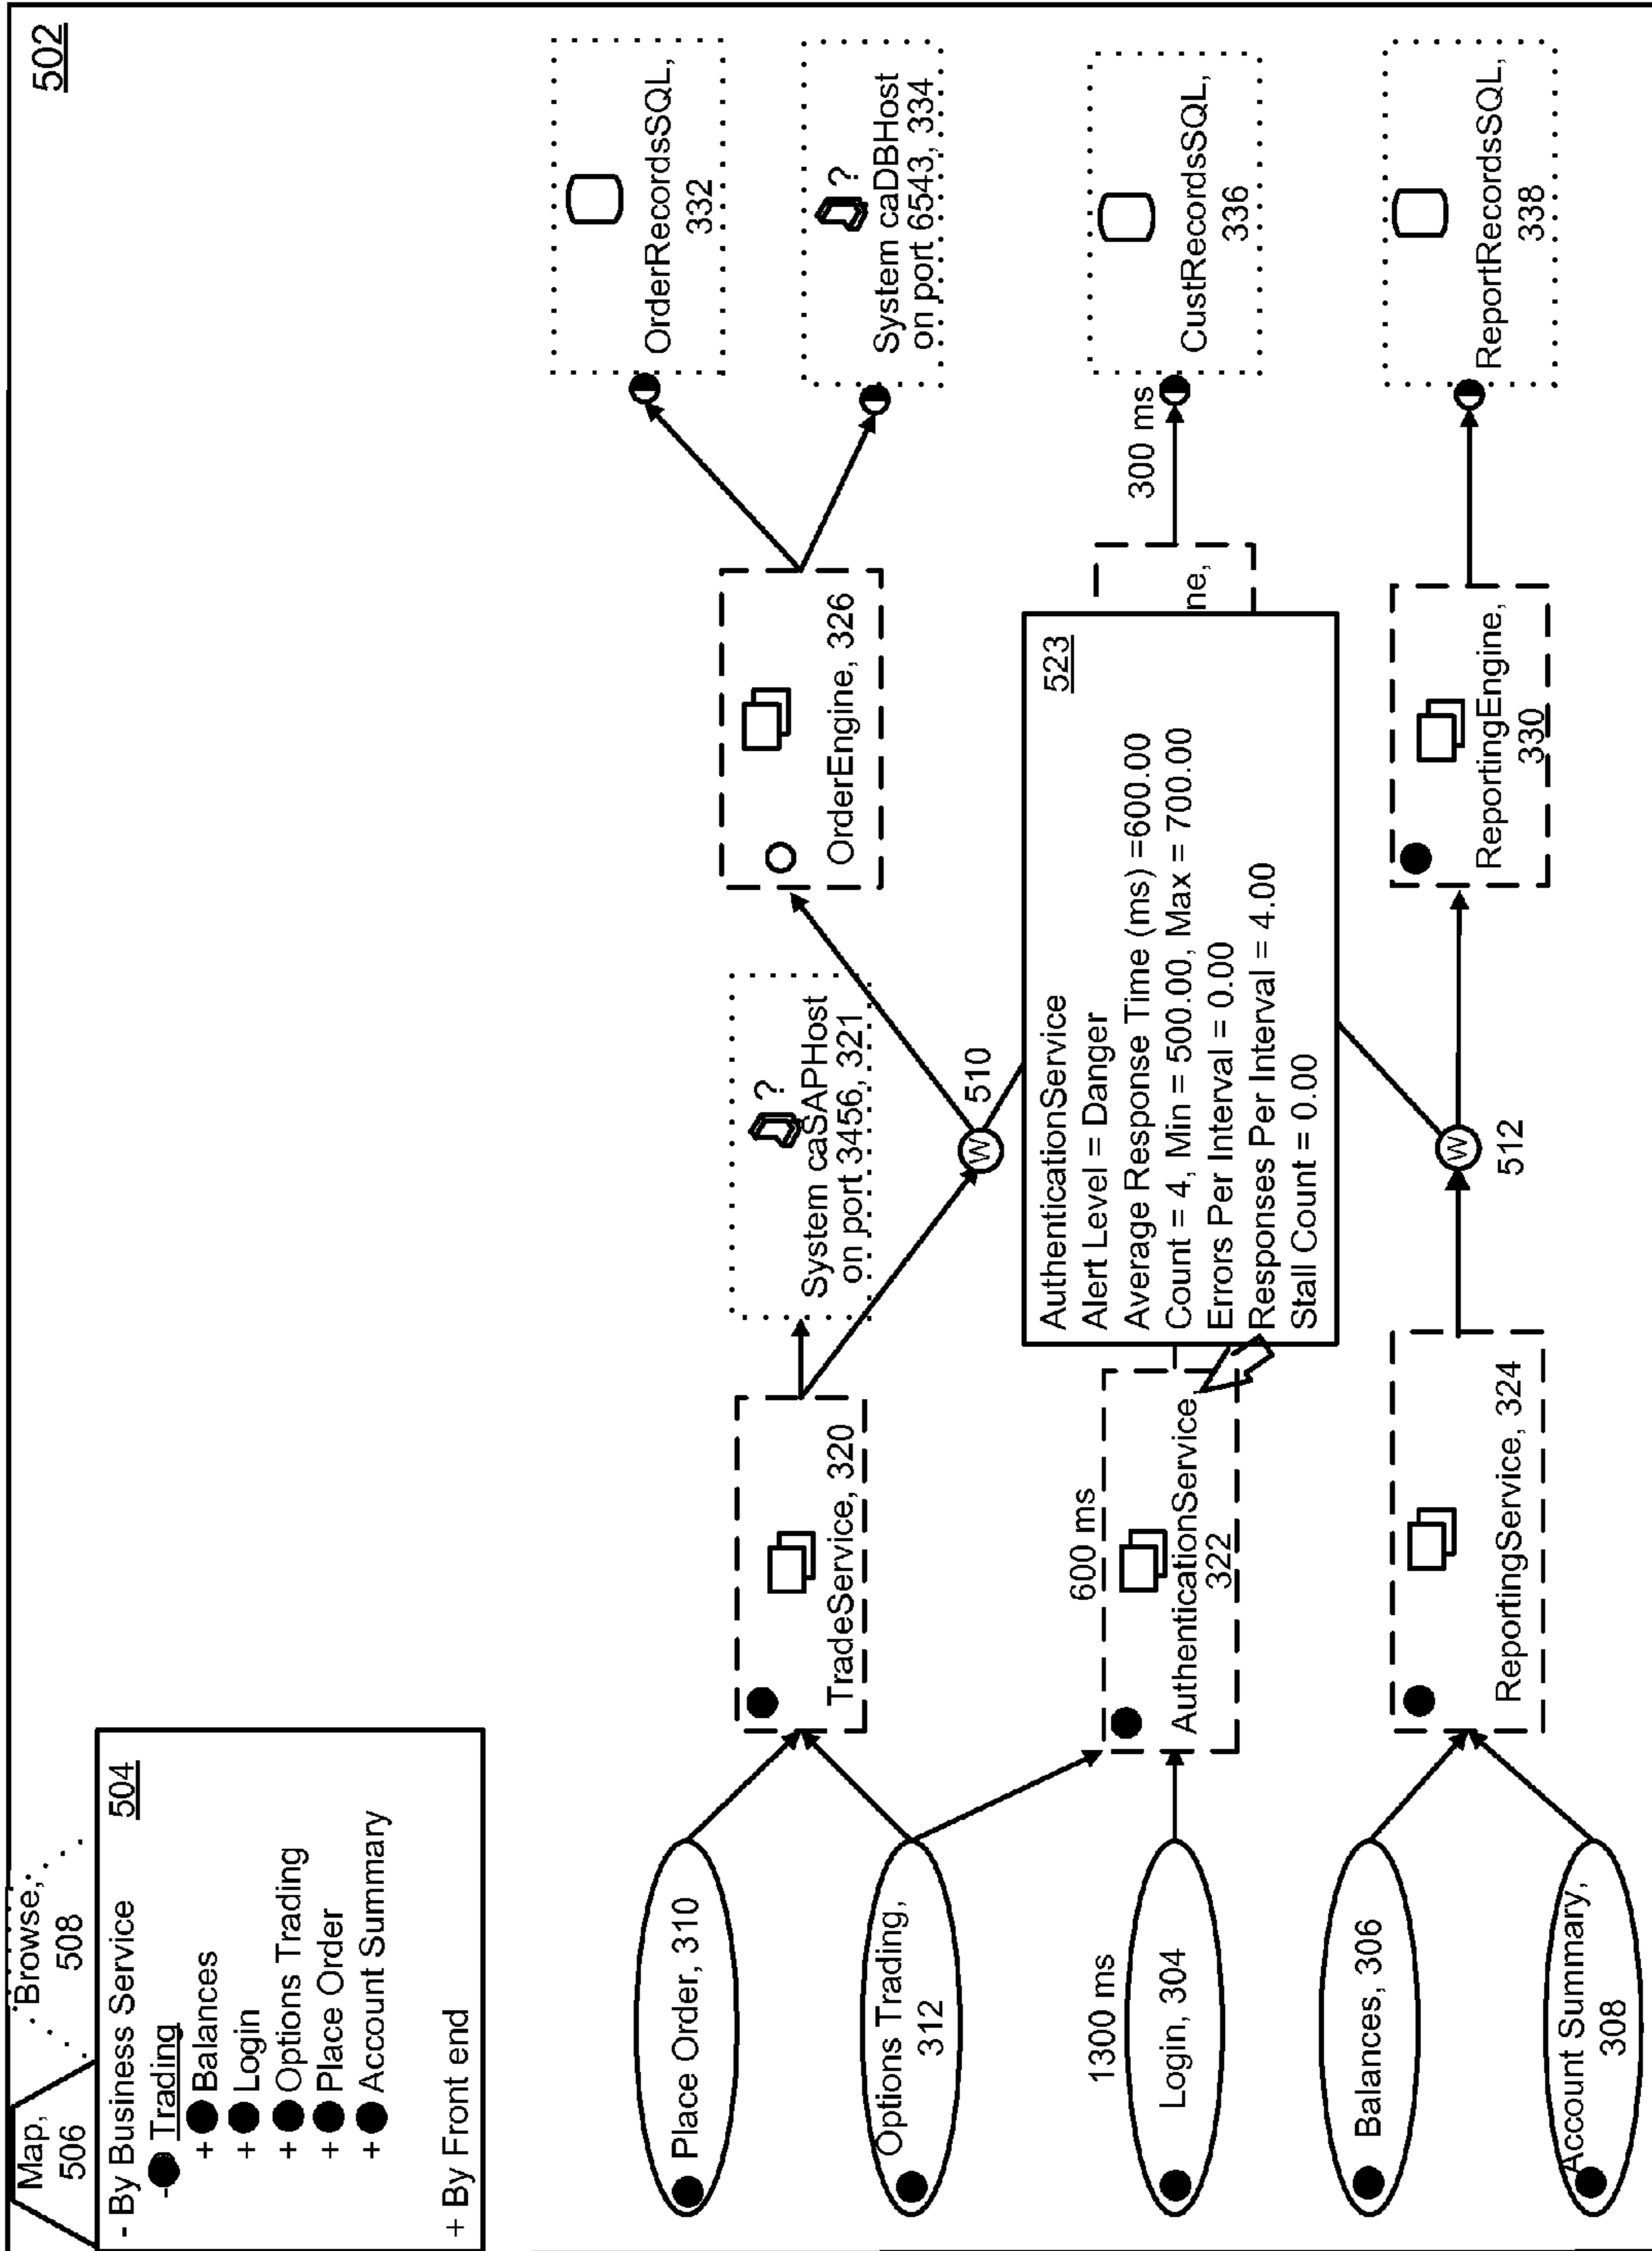 502
Map,
506
Browse,
508
- By Business Service
504
- Trading
+ Balances
+ Login
+ Options Trading
+ Place Order
+ Account Summary
+ By Front end
Place Order, 310
Options Trading,
312
1300 ms
Login, 304
Balances, 306
Account Summary,
308
TradeService, 320
600 ms
AuthenticationService
322
ReportingService, 324
?
System caSAPHost
on port 3456, 321
W
510
W
512
523
AuthenticationService
Alert Level = Danger
Average Response Time (ms) =600.00
Count = 4, Min = 500.00, Max = 700.00
Errors Per Interval = 0.00
Responses Per Interval = 4.00
Stall Count = 0.00
OrderEngine, 326
ne,
ReportingEngine,
330
300 ms
OrderRecordsSQL,
332
?
System caDBHost
on port 6543, 334
CustRecordsSQL,
336
ReportRecordsSQL,
338